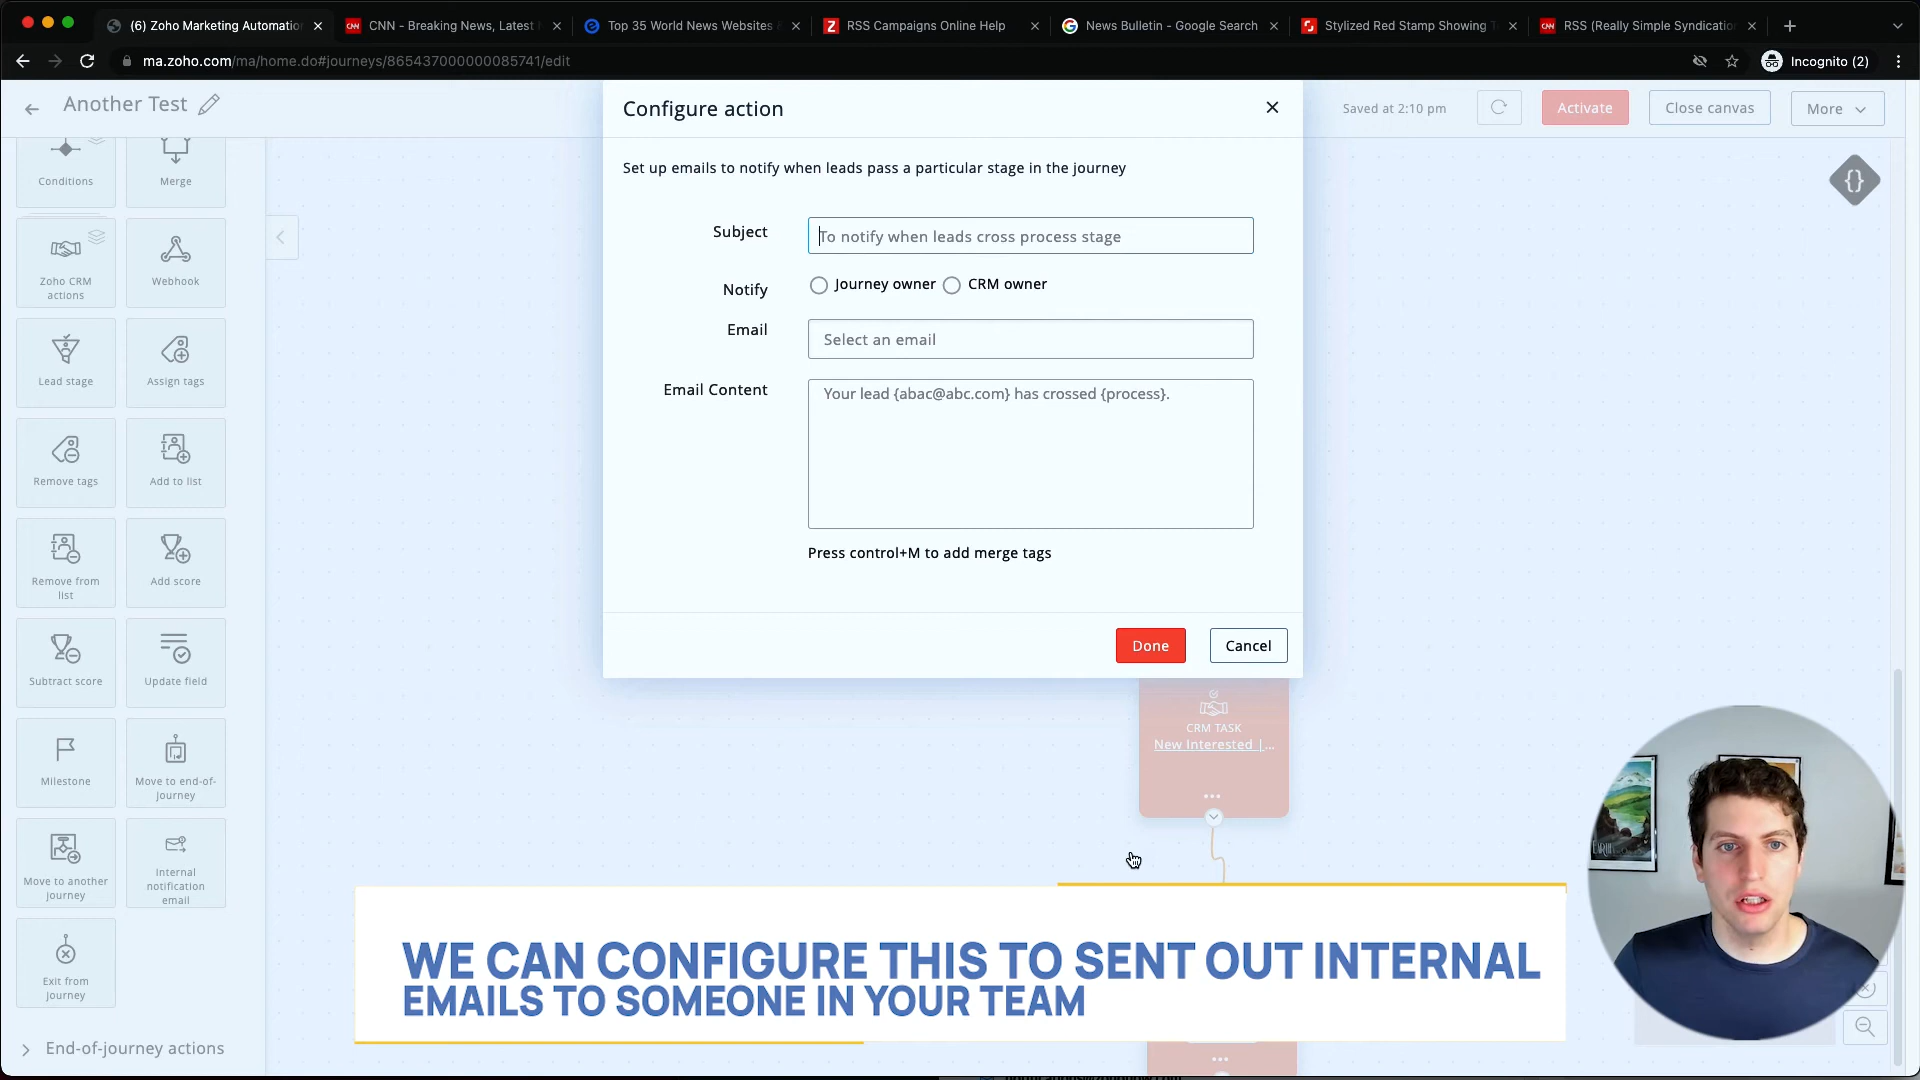 (6) Zoho Marketing Automation
CNN - Breaking News, Latest
Top 35 World News Websites
RSS Campaigns Online Help
News Bulletin - Google Search
Stylized Red Stamp Showing
RSS (Really Simple Syndication
ma.zoho.com/ma/home.do#journeys/865437000000085741/edit
Incognito (2)
Another Test
Saved at 2:10 pm
Activate
Close canvas
More
Configure action
Set up emails to notify when leads pass a particular stage in the journey
Subject
To notify when leads cross process stage
Notify
Journey owner
CRM owner
Email
Select an email
Email Content
Your lead {abac@abc.com} has crossed {process}.
Press control+M to add merge tags
Done
Cancel
Conditions
Merge
Zoho CRM
actions
Webhook
Lead stage
Assign tags
Remove tags
Add to list
Remove from
list
Add score
Subtract score
Update field
Milestone
Move to end-of-
journey
Move to another
journey
Internal
notification
email
Exit from
journey
End-of-journey actions
{}
CRM TASK
New Interested |...
WE CAN CONFIGURE THIS TO SENT OUT INTERNAL
EMAILS TO SOMEONE IN YOUR TEAM
EARTH